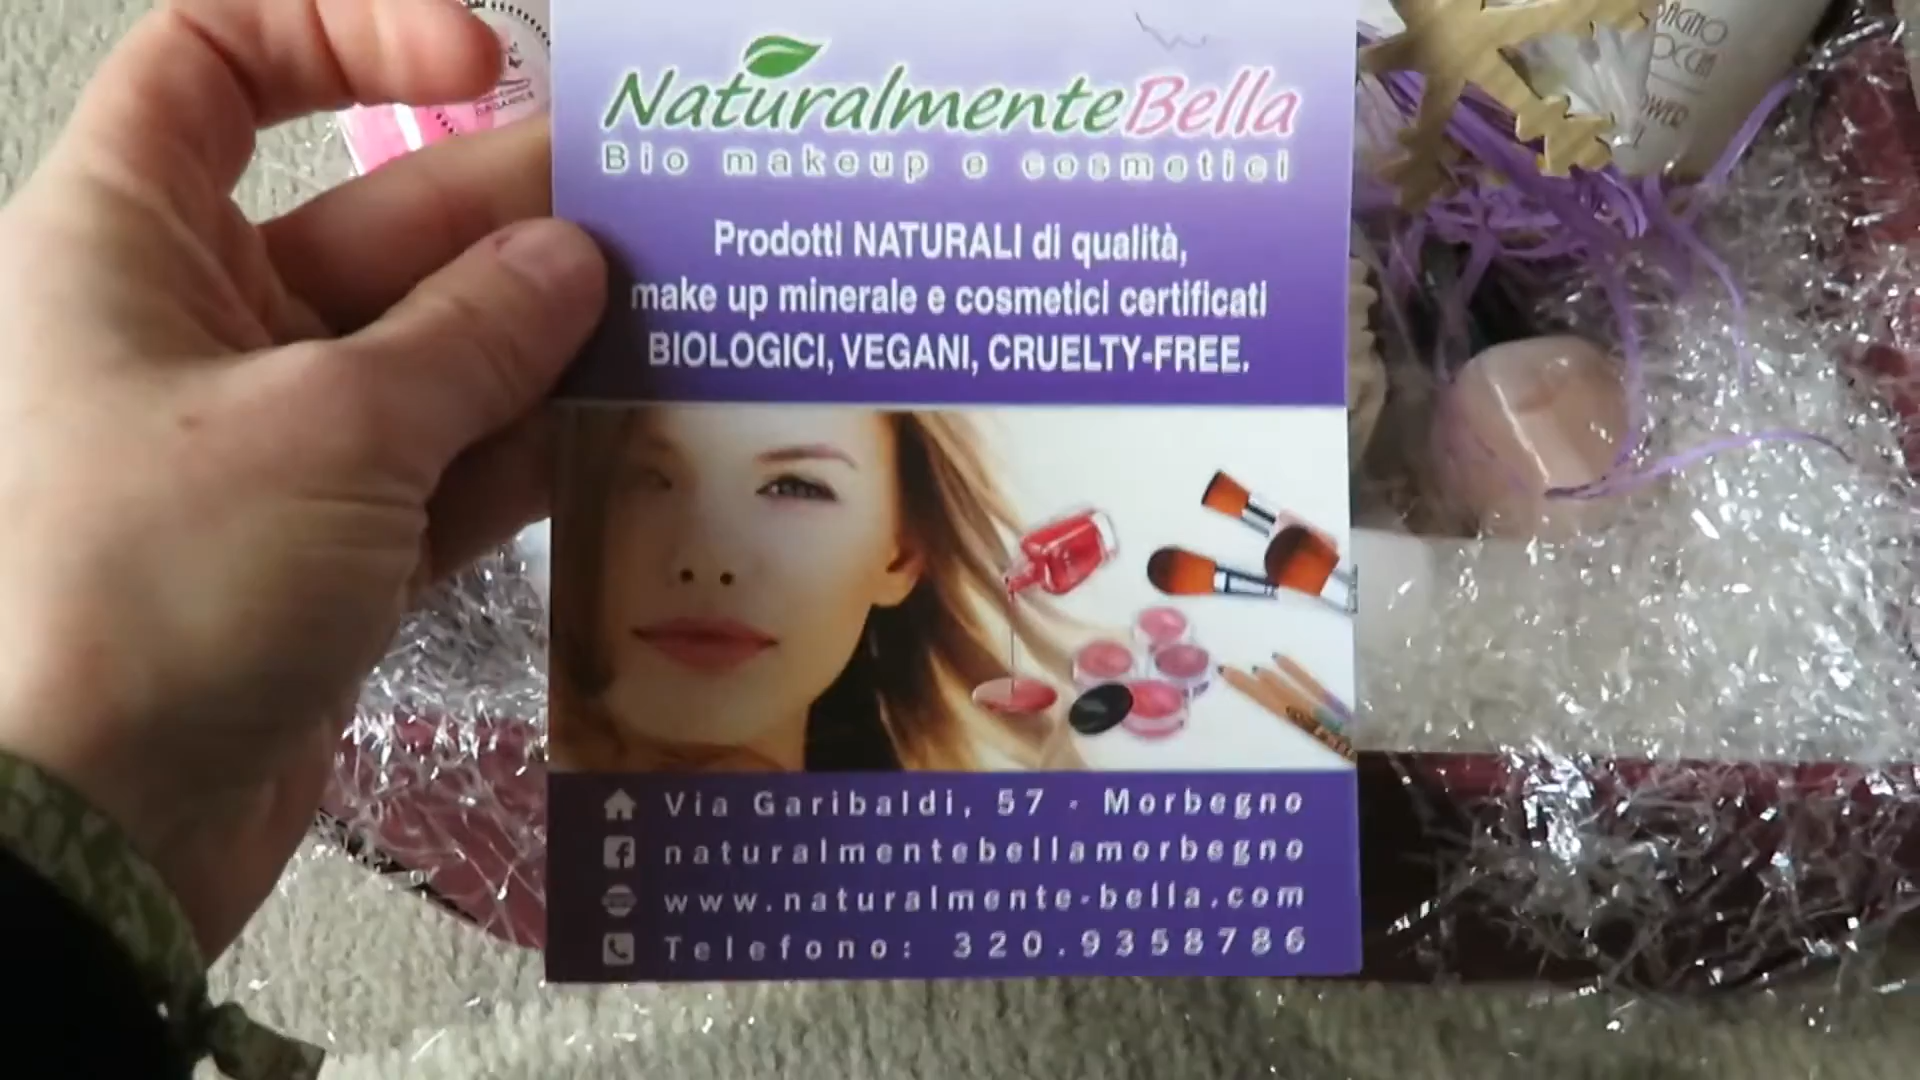 NaturalmenteBella
Bio makeup e cosmetici
Prodotti NATURALI di qualità,
make up minerale e cosmetici certificati
BIOLOGICI, VEGANI, CRUELTY-FREE.
Via Garibaldi, 57 - Morbegno
naturalmentebellamorbegno
www.naturalmente-bella.com
Telefono: 320.9358786
ORGANICS